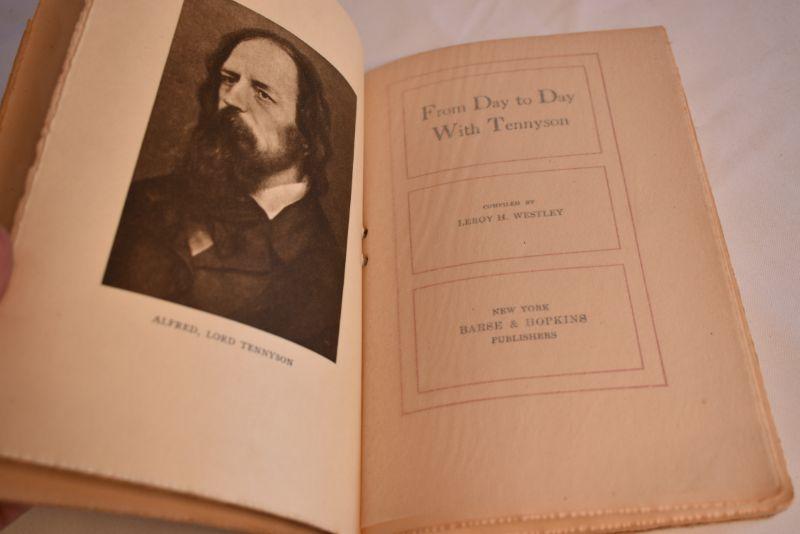 ALFRED, LORD TENNYSON
From Day to Day
With Tennyson
COMPILED BY
LEROY H. WESTLEY
NEW YORK
BARSE & HOPKINS
PUBLISHERS